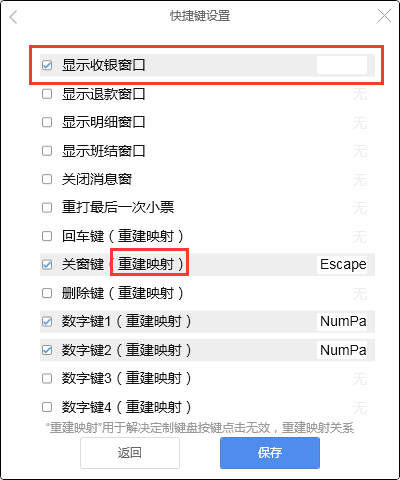 快捷键设置
显示收银窗口
显示退款窗口 无
显示明细窗口 无
显示班结窗口 无
关闭消息窗 无
重打最后一次小票 无
回车键（重建映射） 无
关窗键（重建映射） Escape
删除键（重建映射） 无
数字键1（重建映射） NumPa
数字键2（重建映射） NumPa
数字键3（重建映射） 无
数字键4（重建映射） 无
“重建映射”用于解决定制键盘按键点击无效，重建映射关系
返回 保存